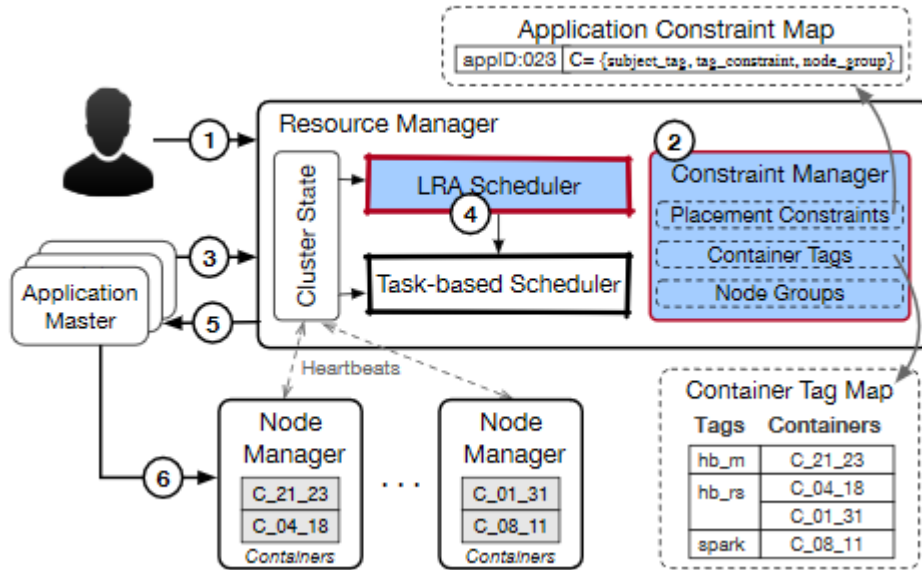 Application Constraint Map
appID:023 C= {subject_tag, tag_constraint, node_group}
1
Resource Manager
2
Cluster State
LRA Scheduler
4
Task-based Scheduler
Constraint Manager
Placement Constraints
Container Tags
Node Groups
3
Application
Master
5
Heartbeats
6
Node
Manager
C_21_23
C_04_18
Containers
. . .
Node
Manager
C_01_31
C_08_11
Containers
Container Tag Map
Tags Containers
hb_m C_21_23
hb_rs C_04_18
C_01_31
spark C_08_11